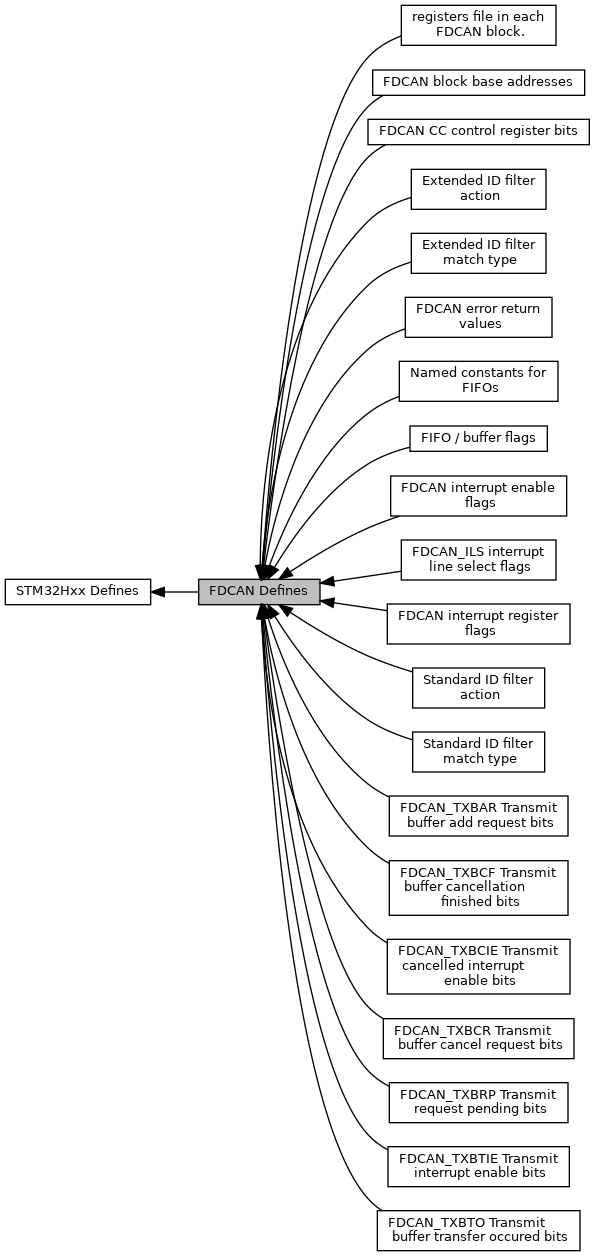 registers file in each
FDCAN block.
FDCAN block base addresses
FDCAN CC control register bits
Extended ID filter
action
Extended ID filter
match type
FDCAN error return
values
Named constants for
FIFOs
FIFO / buffer flags
FDCAN interrupt enable
flags
FDCAN_ILS interrupt
line select flags
STM32Hxx Defines
FDCAN Defines
FDCAN interrupt register
flags
Standard ID filter
action
Standard ID filter
match type
FDCAN_TXBAR Transmit
buffer add request bits
FDCAN_TXBCF Transmit
buffer cancellation
finished bits
FDCAN_TXBCIE Transmit
cancelled interrupt
enable bits
FDCAN_TXBCR Transmit
buffer cancel request bits
FDCAN_TXBRP Transmit
request pending bits
FDCAN_TXBTIE Transmit
interrupt enable bits
FDCAN_TXBTO Transmit
buffer transfer occured bits